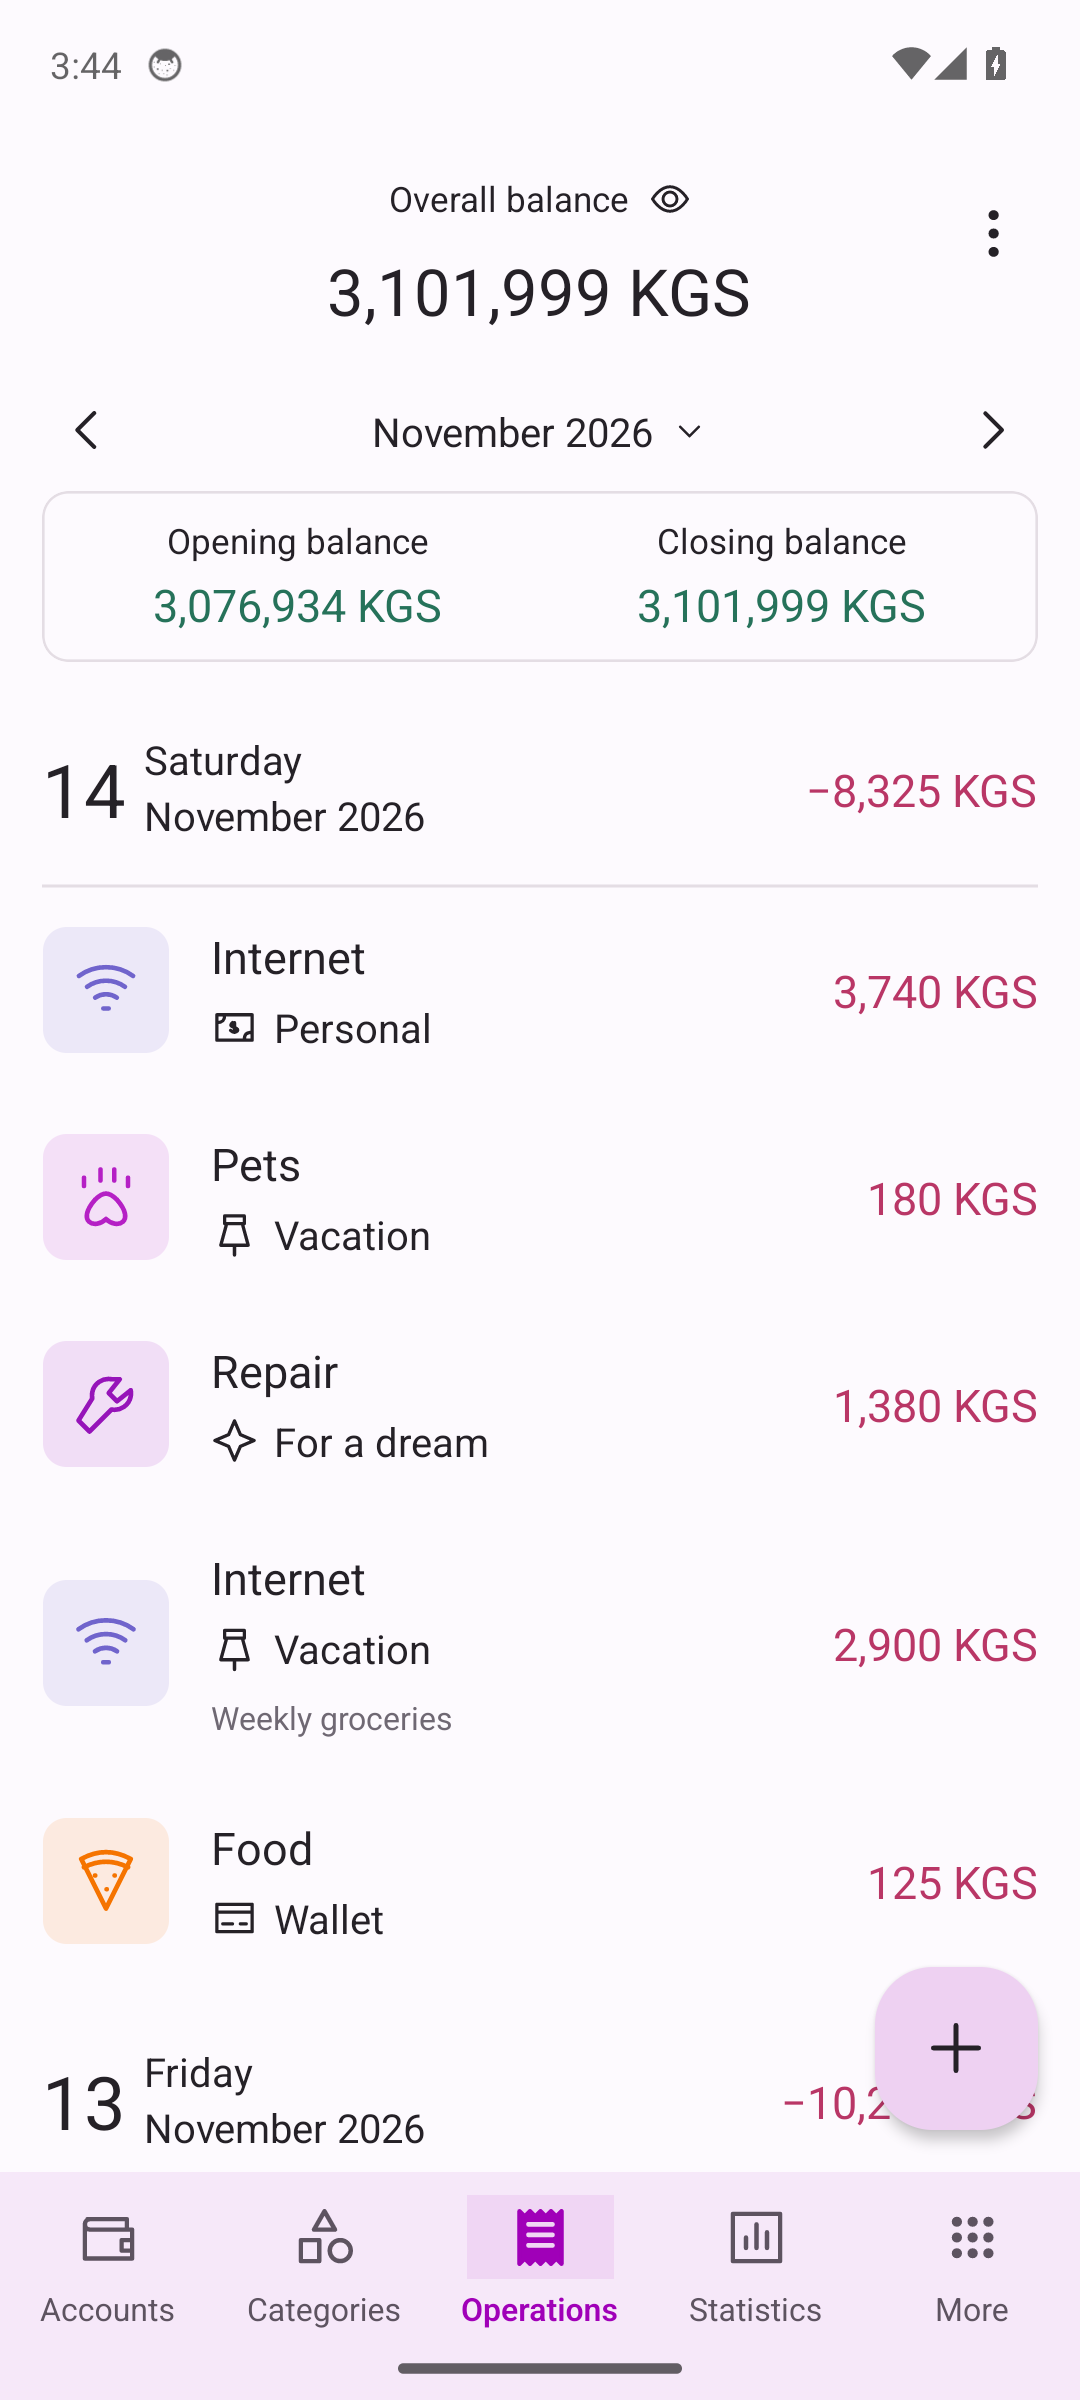 3:44
Overall balance
3,101,999 KGS
November 2026
Opening balance
Closing balance
3,076,934 KGS
3,101,999 KGS
14
Saturday
November 2026
−8,325 KGS
Internet
Personal
3,740 KGS
Pets
Vacation
180 KGS
Repair
For a dream
1,380 KGS
Internet
Vacation
Weekly groceries
2,900 KGS
Food
Wallet
125 KGS
13
Friday
November 2026
Accounts
Categories
Operations
Statistics
More